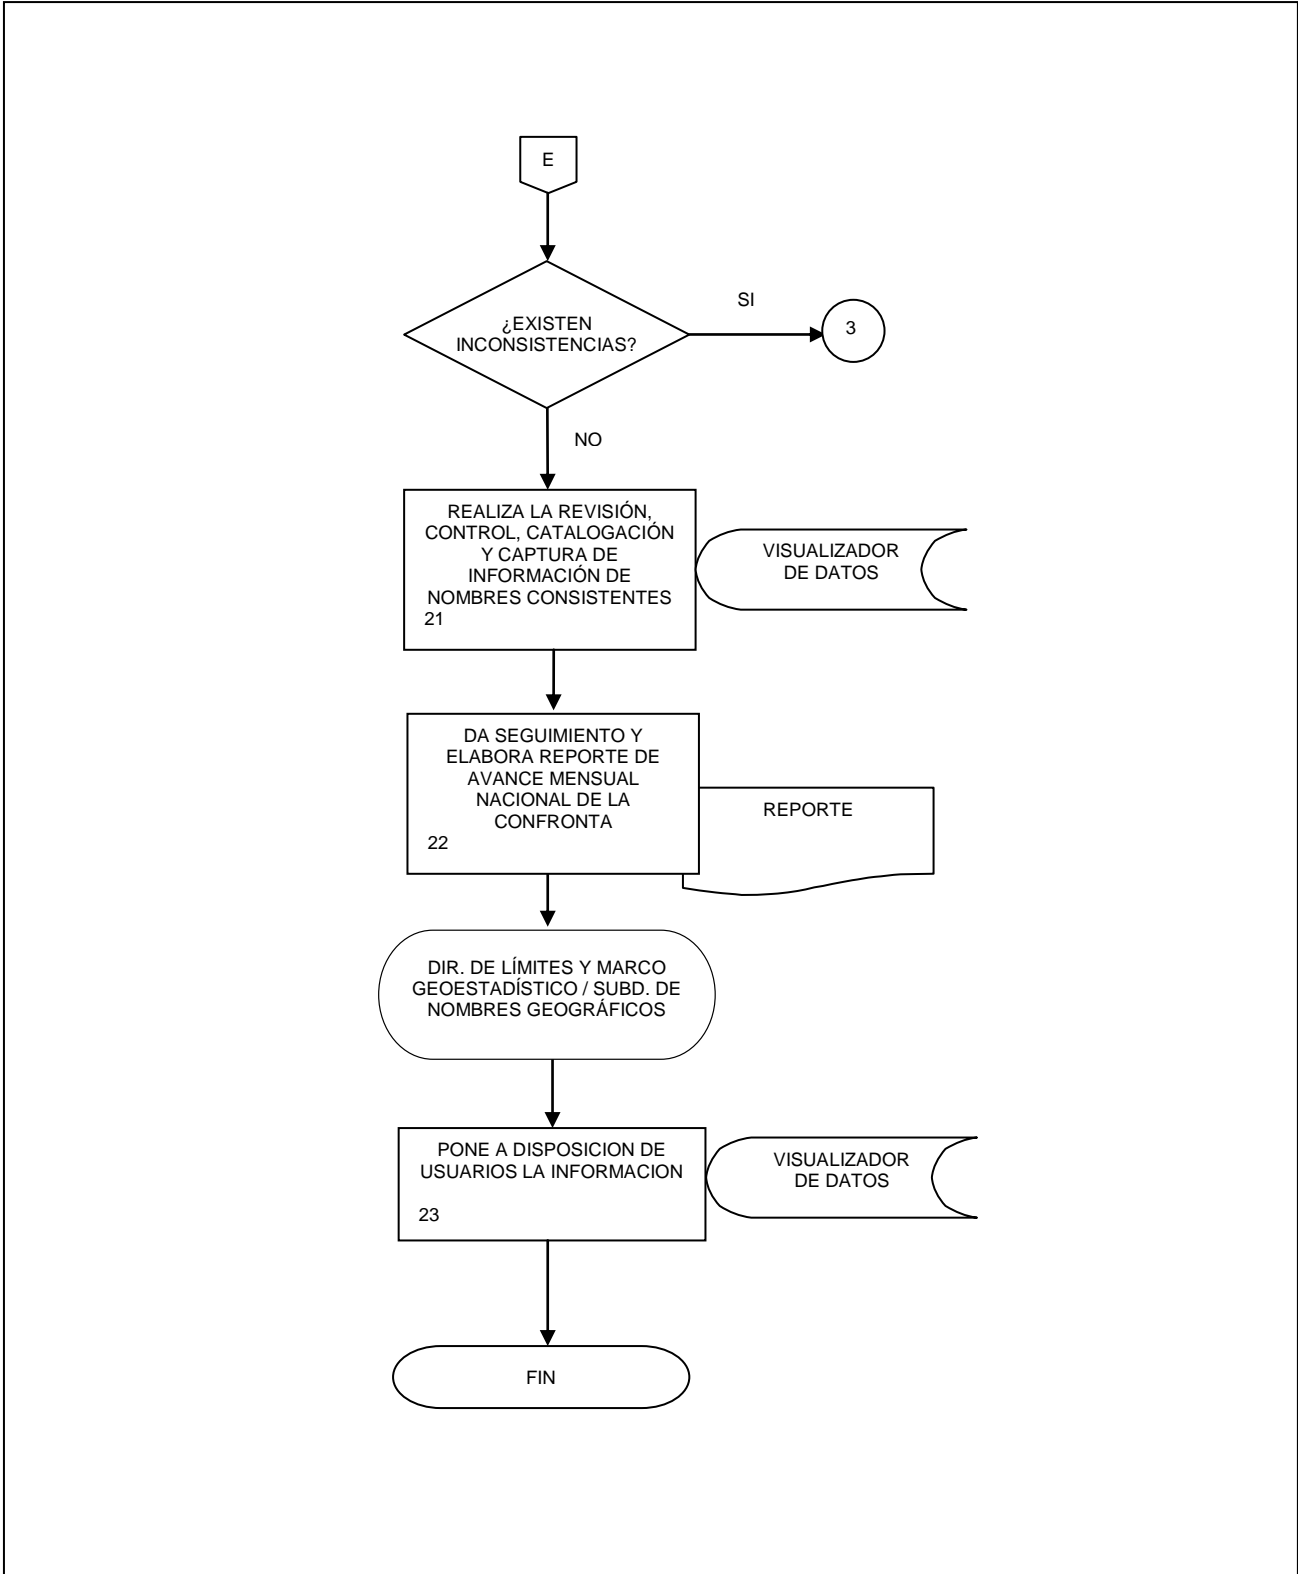 E
¿EXISTEN
INCONSISTENCIAS?
SI
3
NO
REALIZA LA REVISIÓN,
CONTROL, CATALOGACIÓN
Y CAPTURA DE
INFORMACIÓN DE
NOMBRES CONSISTENTES
21
VISUALIZADOR
DE DATOS
DA SEGUIMIENTO Y
ELABORA REPORTE DE
AVANCE MENSUAL
NACIONAL DE LA
CONFRONTA
22
REPORTE
DIR. DE LÍMITES Y MARCO
GEOESTADÍSTICO / SUBD. DE
NOMBRES GEOGRÁFICOS
PONE A DISPOSICION DE
USUARIOS LA INFORMACION
23
VISUALIZADOR
DE DATOS
FIN